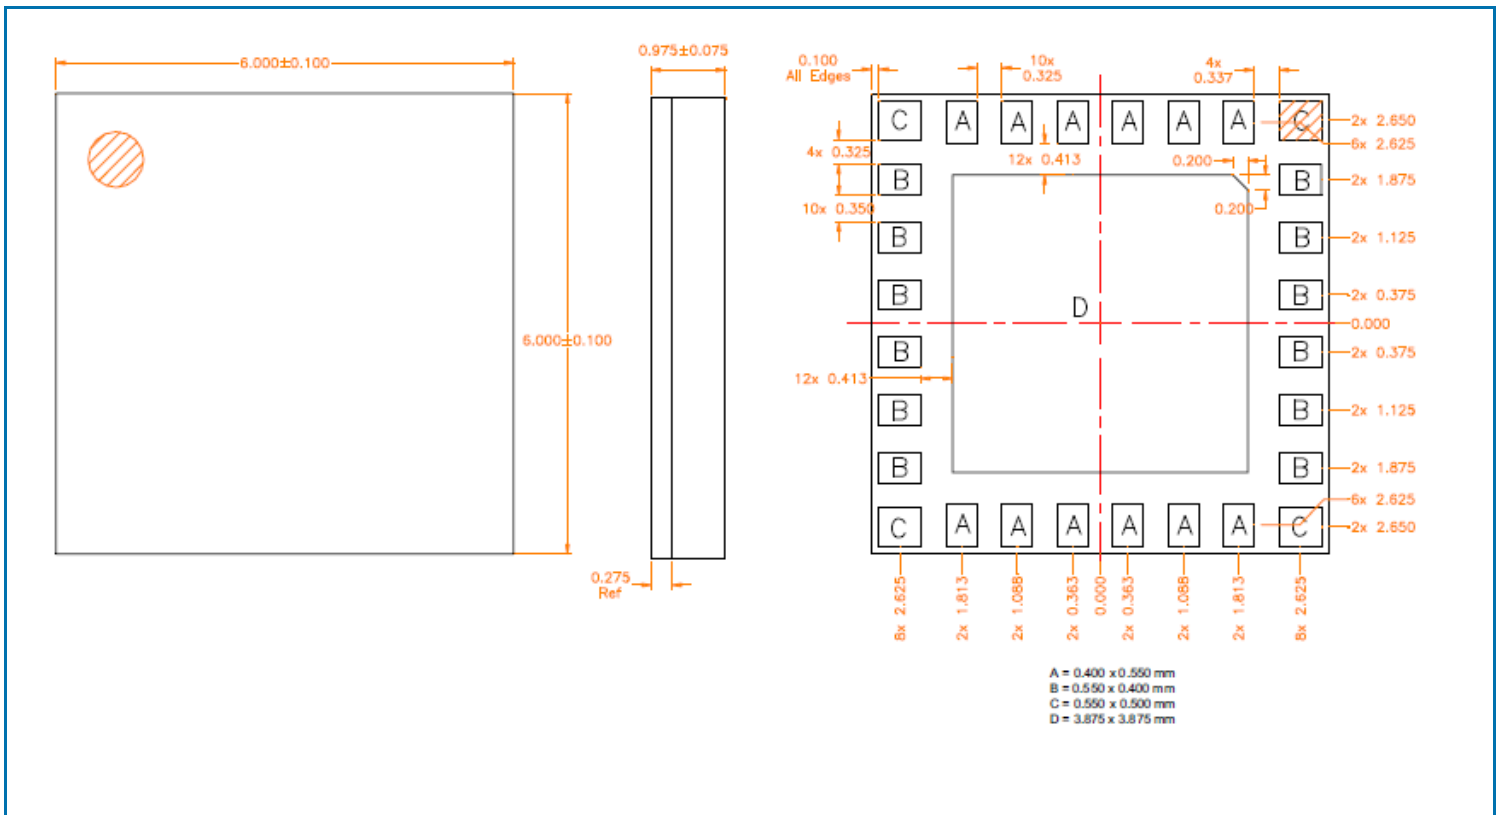 6.000±0.100
6.000±0.100
0.975±0.075
0.275
Ref
0.100
All Edges
10x
0.325
4x
0.337
C A A A A A A C
2x 2.650
6x 2.625
4x 0.325
12x 0.413
0.200
B
B
2x 1.875
10x 0.350
0.200
B
B
2x 1.125
B
D
B
2x 0.375
0.000
B
B
2x 0.375
12x 0.413
B
B
2x 1.125
B
B
2x 1.875
6x 2.625
C A A A A A A C
2x 2.650
8x 2.625
2x 1.813
2x 1.088
2x 0.363
0.000
2x 0.363
2x 1.088
2x 1.813
8x 2.625
A = 0.400 x 0.550 mm
B = 0.550 x 0.400 mm
C = 0.550 x 0.500 mm
D = 3.875 x 3.875 mm